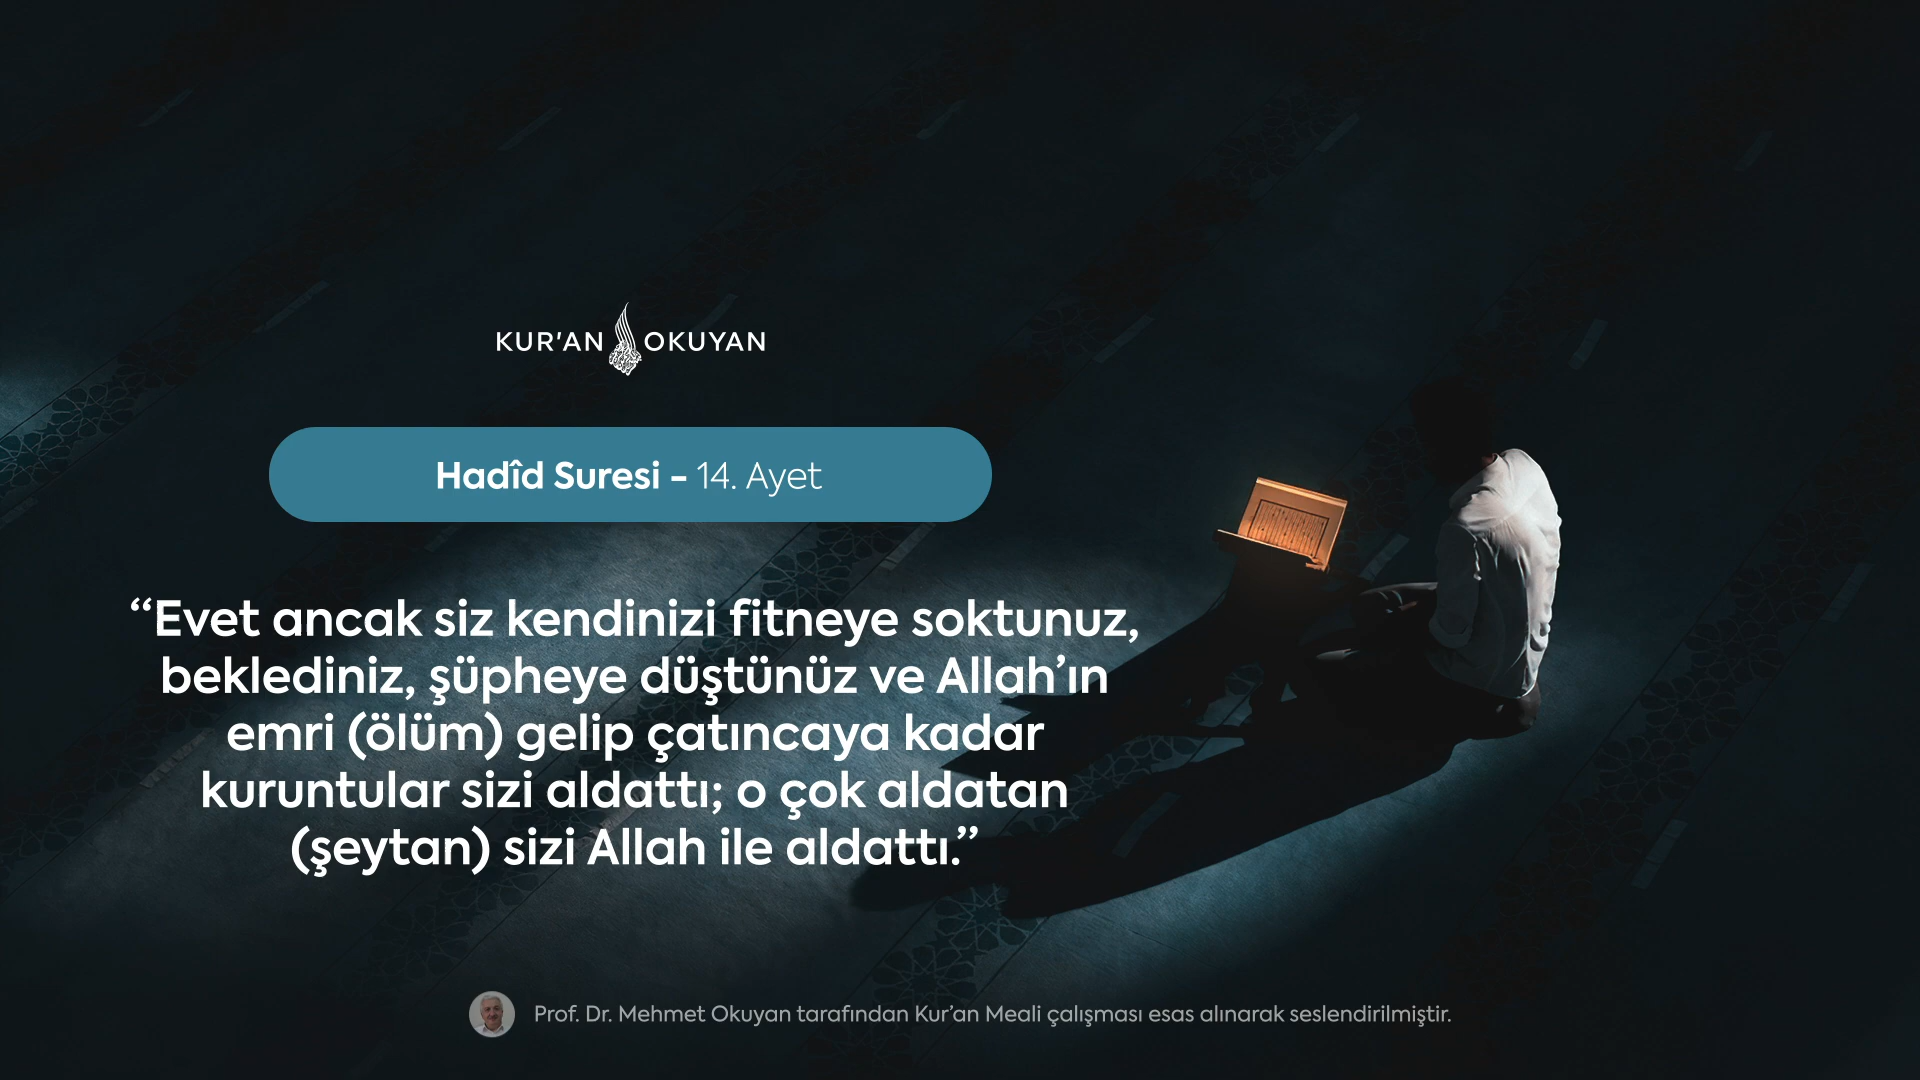 KUR'AN OKUYAN
Hadîd Suresi - 14. Ayet
“Evet ancak siz kendinizi fitneye soktunuz,
beklediniz, şüpheye düştünüz ve Allah’ın
emri (ölüm) gelip çatıncaya kadar
kuruntular sizi aldattı; o çok aldatan
(şeytan) sizi Allah ile aldattı.”
Prof. Dr. Mehmet Okuyan tarafından Kur’an Meali çalışması esas alınarak seslendirilmiştir.